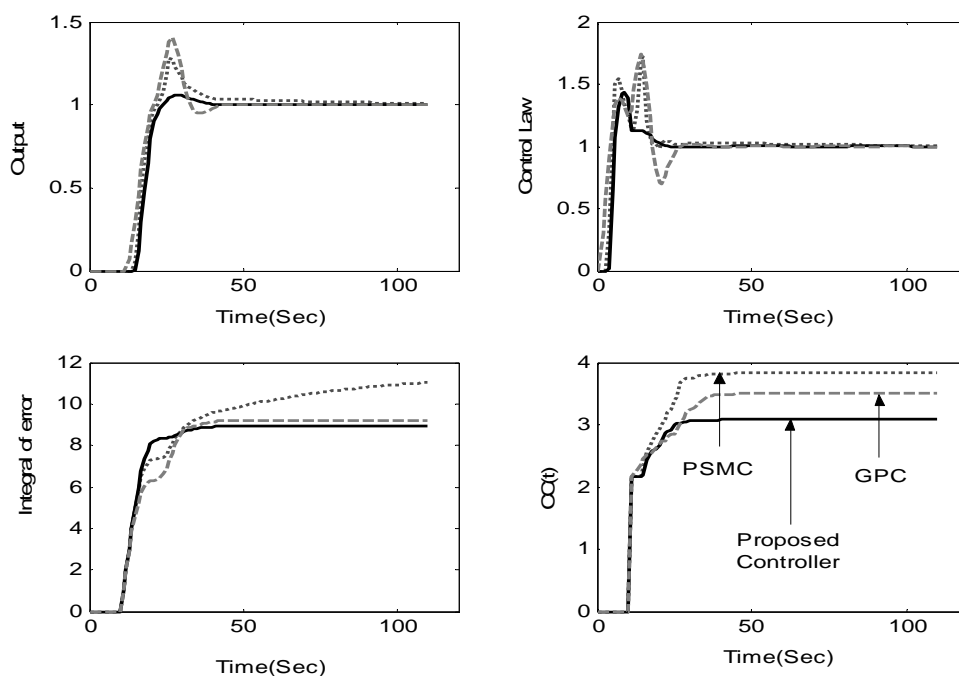 1.5
1
0.5
0
Output
0
50
100
Time(Sec)
2
1.5
1
0.5
0
Control Law
0
50
100
Time(Sec)
12
10
8
6
4
2
0
Integral of error
0
50
100
Time(Sec)
4
3
2
1
0
CC(t)
PSMC
GPC
Proposed
Controller
0
50
100
Time(Sec)